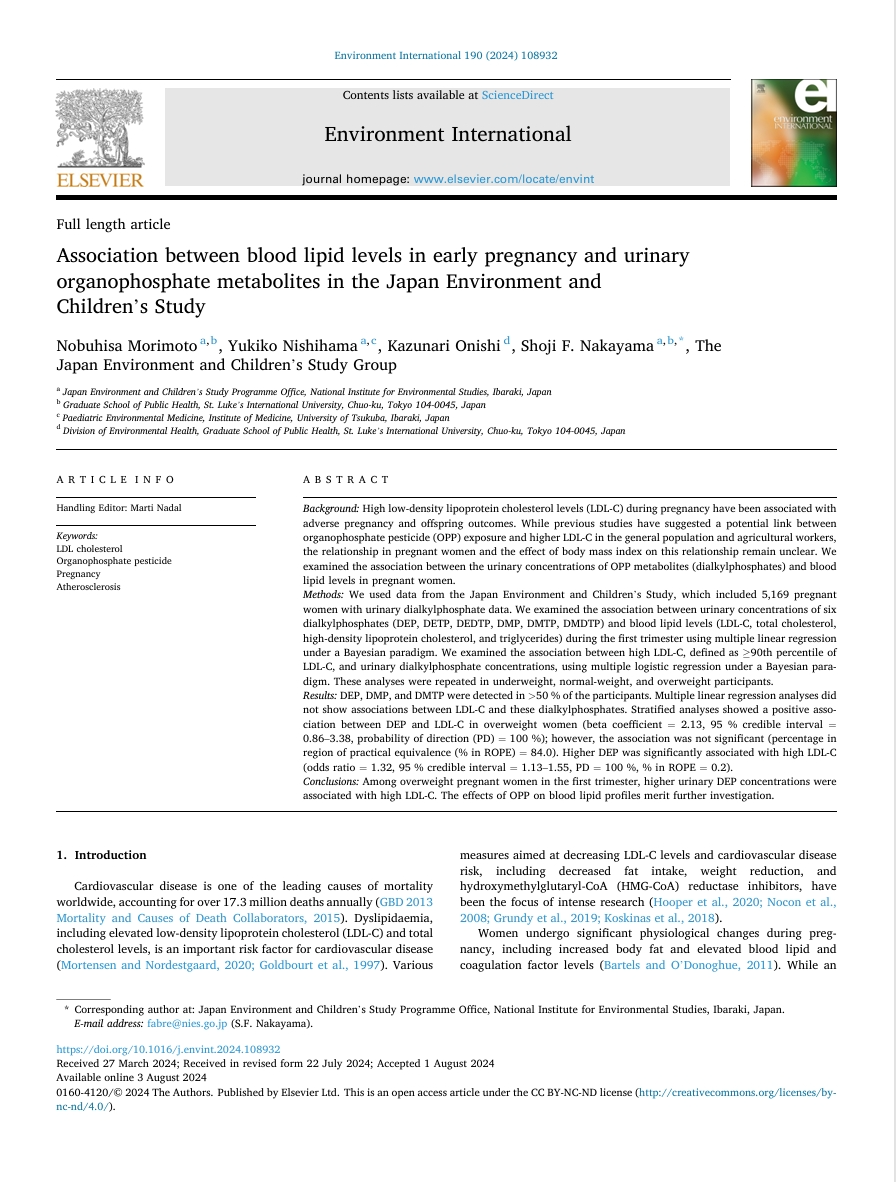 Environment International 190 (2024) 108932
Contents lists available at ScienceDirect
Environment International
journal homepage: www.elsevier.com/locate/envint
ELSEVIER
environment
INTERNATIONAL
Full length article
Association between blood lipid levels in early pregnancy and urinary
organophosphate metabolites in the Japan Environment and
Children's Study
Nobuhisa Morimoto a,b, Yukiko Nishihama a,c, Kazunari Onishi d, Shoji F. Nakayama a,b,*, The
Japan Environment and Children's Study Group
a Japan Environment and Children's Study Programme Office, National Institute for Environmental Studies, Ibaraki, Japan
b Graduate School of Public Health, St. Luke's International University, Chuo-ku, Tokyo 104-0045, Japan
c Paediatric Environmental Medicine, Institute of Medicine, University of Tsukuba, Ibaraki, Japan
d Division of Environmental Health, Graduate School of Public Health, St. Luke's International University, Chuo-ku, Tokyo 104-0045, Japan
ARTICLE INFO
Handling Editor: Marti Nadal
Keywords:
LDL cholesterol
Organophosphate pesticide
Pregnancy
Atherosclerosis
ABSTRACT
Background: High low-density lipoprotein cholesterol levels (LDL-C) during pregnancy have been associated with
adverse pregnancy and offspring outcomes. While previous studies have suggested a potential link between
organophosphate pesticide (OPP) exposure and higher LDL-C in the general population and agricultural workers,
the relationship in pregnant women and the effect of body mass index on this relationship remain unclear. We
examined the association between the urinary concentrations of OPP metabolites (dialkylphosphates) and blood
lipid levels in pregnant women.
Methods: We used data from the Japan Environment and Children's Study, which included 5,169 pregnant
women with urinary dialkylphosphate data. We examined the association between urinary concentrations of six
dialkylphosphates (DEP, DETP, DEDTP, DMP, DMTP, DMDTP) and blood lipid levels (LDL-C, total cholesterol,
high-density lipoprotein cholesterol, and triglycerides) during the first trimester using multiple linear regression
under a Bayesian paradigm. We examined the association between high LDL-C, defined as ≥90th percentile of
LDL-C, and urinary dialkylphosphate concentrations, using multiple logistic regression under a Bayesian para-
digm. These analyses were repeated in underweight, normal-weight, and overweight participants.
Results: DEP, DMP, and DMTP were detected in >50 % of the participants. Multiple linear regression analyses did
not show associations between LDL-C and these dialkylphosphates. Stratified analyses showed a positive asso-
ciation between DEP and LDL-C in overweight women (beta coefficient = 2.13, 95 % credible interval =
0.86–3.38, probability of direction (PD) = 100 %); however, the association was not significant (percentage in
region of practical equivalence (% in ROPE) = 84.0). Higher DEP was significantly associated with high LDL-C
(odds ratio = 1.32, 95 % credible interval = 1.13–1.55, PD = 100 %, % in ROPE = 0.2).
Conclusions: Among overweight pregnant women in the first trimester, higher urinary DEP concentrations were
associated with high LDL-C. The effects of OPP on blood lipid profiles merit further investigation.
1. Introduction
Cardiovascular disease is one of the leading causes of mortality
worldwide, accounting for over 17.3 million deaths annually (GBD 2013
Mortality and Causes of Death Collaborators, 2015). Dyslipidaemia,
including elevated low-density lipoprotein cholesterol (LDL-C) and total
cholesterol levels, is an important risk factor for cardiovascular disease
(Mortensen and Nordestgaard, 2020; Goldbourt et al., 1997). Various
measures aimed at decreasing LDL-C levels and cardiovascular disease
risk, including decreased fat intake, weight reduction, and
hydroxymethylglutaryl-CoA (HMG-CoA) reductase inhibitors, have
been the focus of intense research (Hooper et al., 2020; Nocon et al.,
2008; Grundy et al., 2019; Koskinas et al., 2018).
Women undergo significant physiological changes during preg-
nancy, including increased body fat and elevated blood lipid and
coagulation factor levels (Bartels and O'Donoghue, 2011). While an
* Corresponding author at: Japan Environment and Children's Study Programme Office, National Institute for Environmental Studies, Ibaraki, Japan.
E-mail address: fabre@nies.go.jp (S.F. Nakayama).
https://doi.org/10.1016/j.envint.2024.108932
Received 27 March 2024; Received in revised form 22 July 2024; Accepted 1 August 2024
Available online 3 August 2024
0160-4120/© 2024 The Authors. Published by Elsevier Ltd. This is an open access article under the CC BY-NC-ND license (http://creativecommons.org/licenses/by-
nc-nd/4.0/).